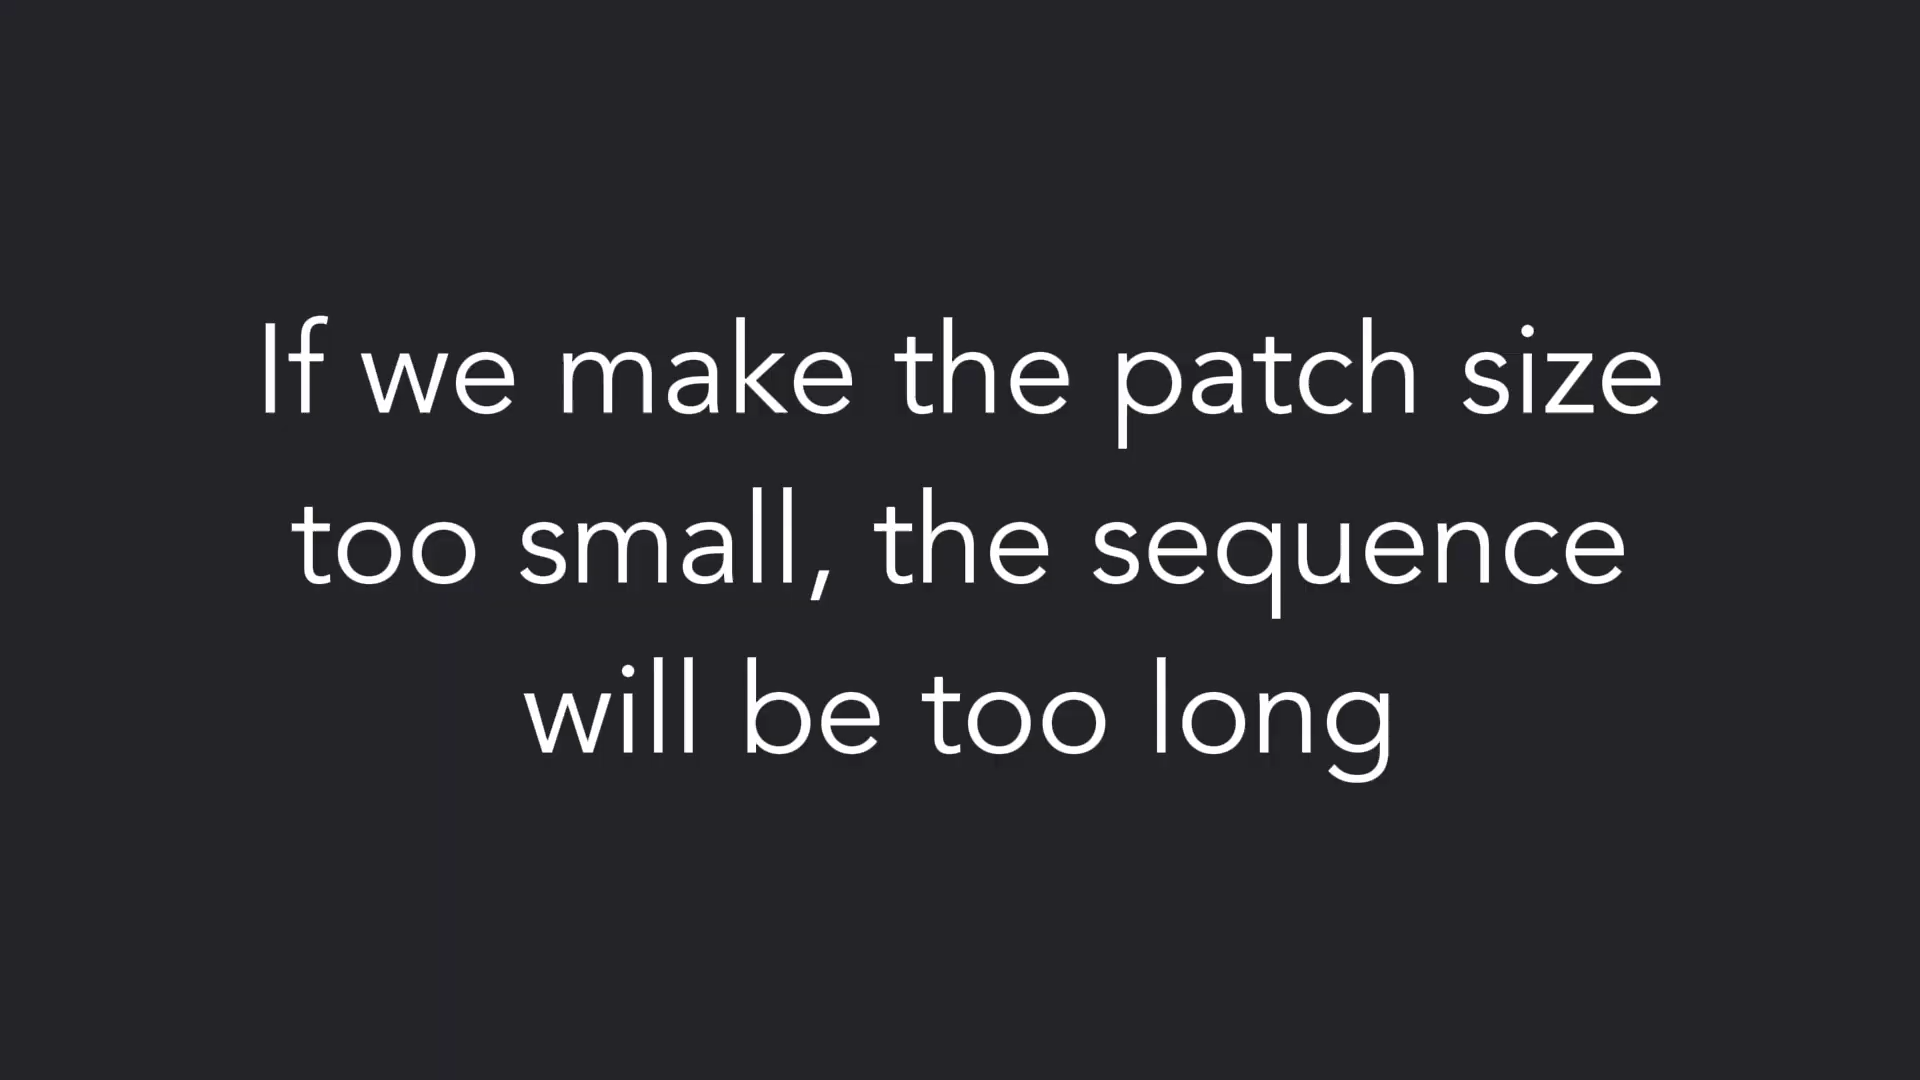 If we make the patch size
too small, the sequence
will be too long